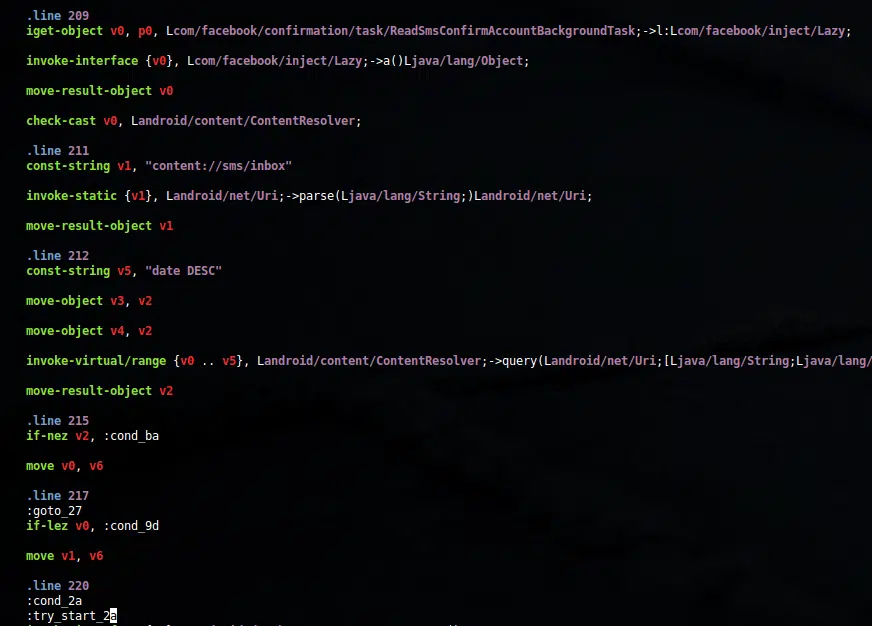 .line 209
iget-object v0, p0, Lcom/facebook/confirmation/task/ReadSmsConfirmAccountBackgroundTask;->l:Lcom/facebook/inject/Lazy;
invoke-interface {v0}, Lcom/facebook/inject/Lazy;->a()Ljava/lang/Object;
move-result-object v0
check-cast v0, Landroid/content/ContentResolver;
.line 211
const-string v1, "content://sms/inbox"
invoke-static {v1}, Landroid/net/Uri;->parse(Ljava/lang/String;)Landroid/net/Uri;
move-result-object v1
.line 212
const-string v5, "date DESC"
move-object v3, v2
move-object v4, v2
invoke-virtual/range {v0 .. v5}, Landroid/content/ContentResolver;->query(Landroid/net/Uri;[Ljava/lang/String;Ljava/lang/
move-result-object v2
.line 215
if-nez v2, :cond_ba
move v0, v6
.line 217
:goto_27
if-lez v0, :cond_9d
move v1, v6
.line 220
:cond_2a
:try_start_2a